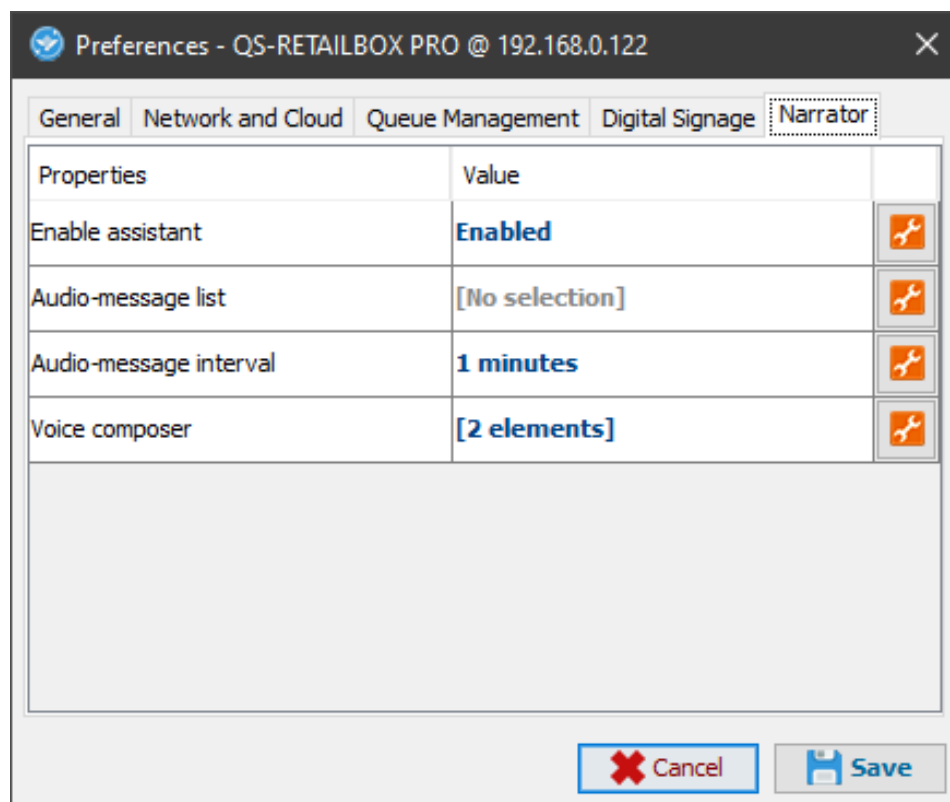 Preferences - QS-RETAILBOX PRO @ 192.168.0.122
General Network and Cloud Queue Management Digital Signage Narrator
Properties Value
Enable assistant Enabled
Audio-message list [No selection]
Audio-message interval 1 minutes
Voice composer [2 elements]
Cancel Save